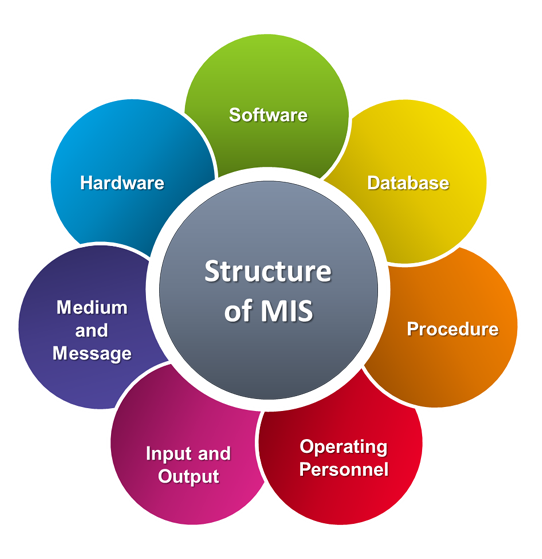 Software
Database
Procedure
Operating
Personnel
Input and
Output
Medium
and
Message
Hardware
Structure
of MIS